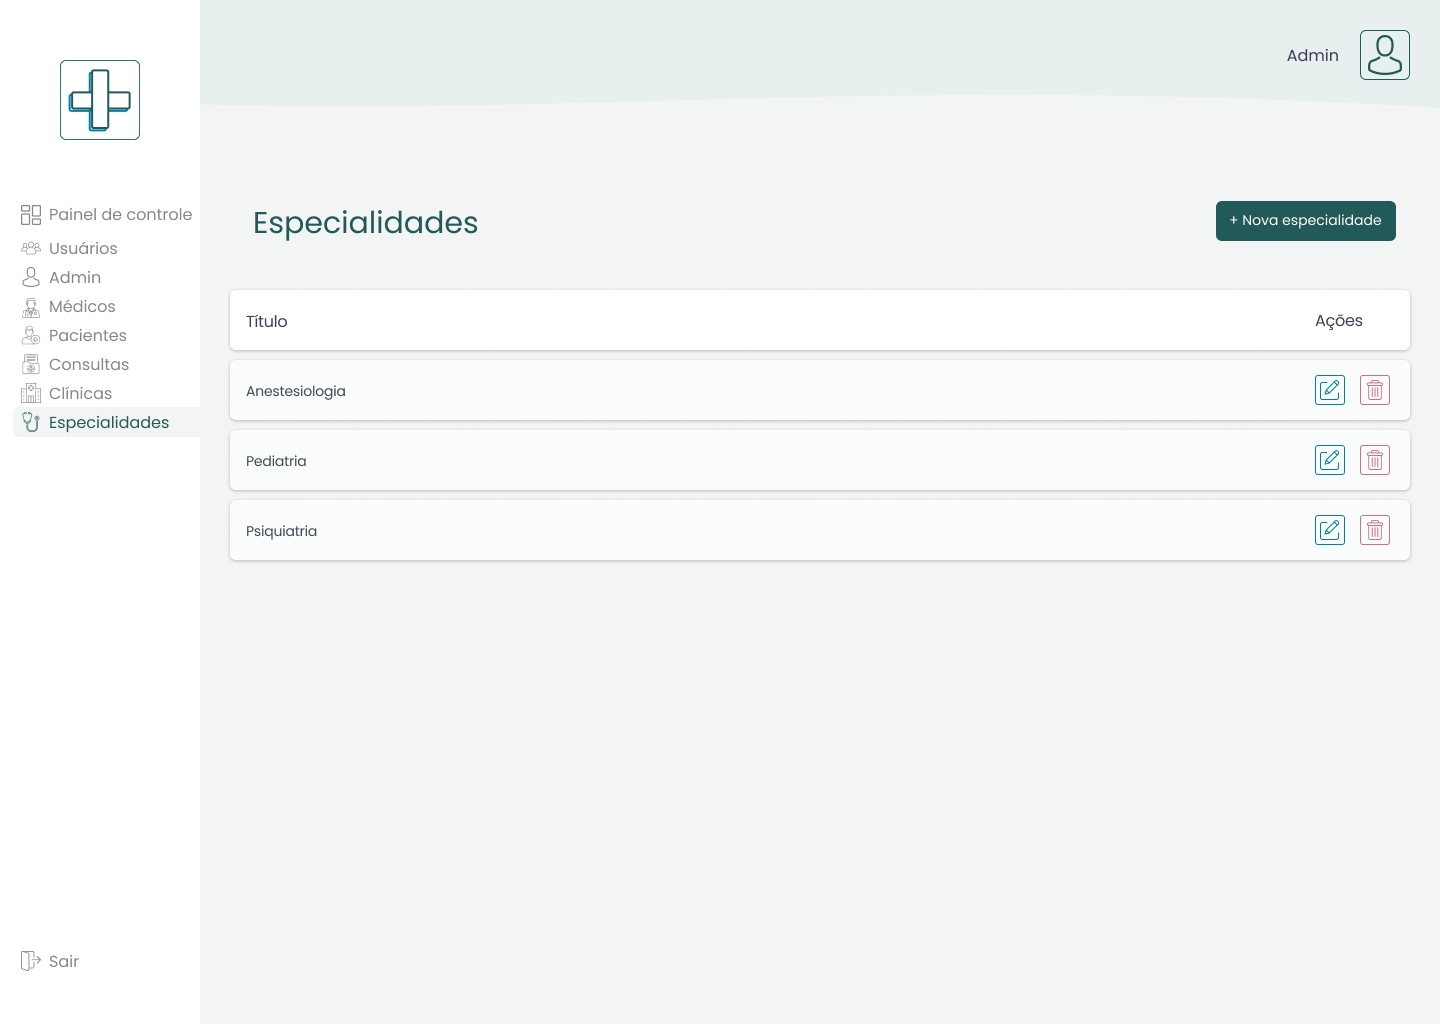 Admin
Painel de controle
Usuários
Admin
Médicos
Pacientes
Consultas
Clínicas
Especialidades
Sair
Especialidades
+ Nova especialidade
Título
Ações
Anestesiologia
Pediatria
Psiquiatria